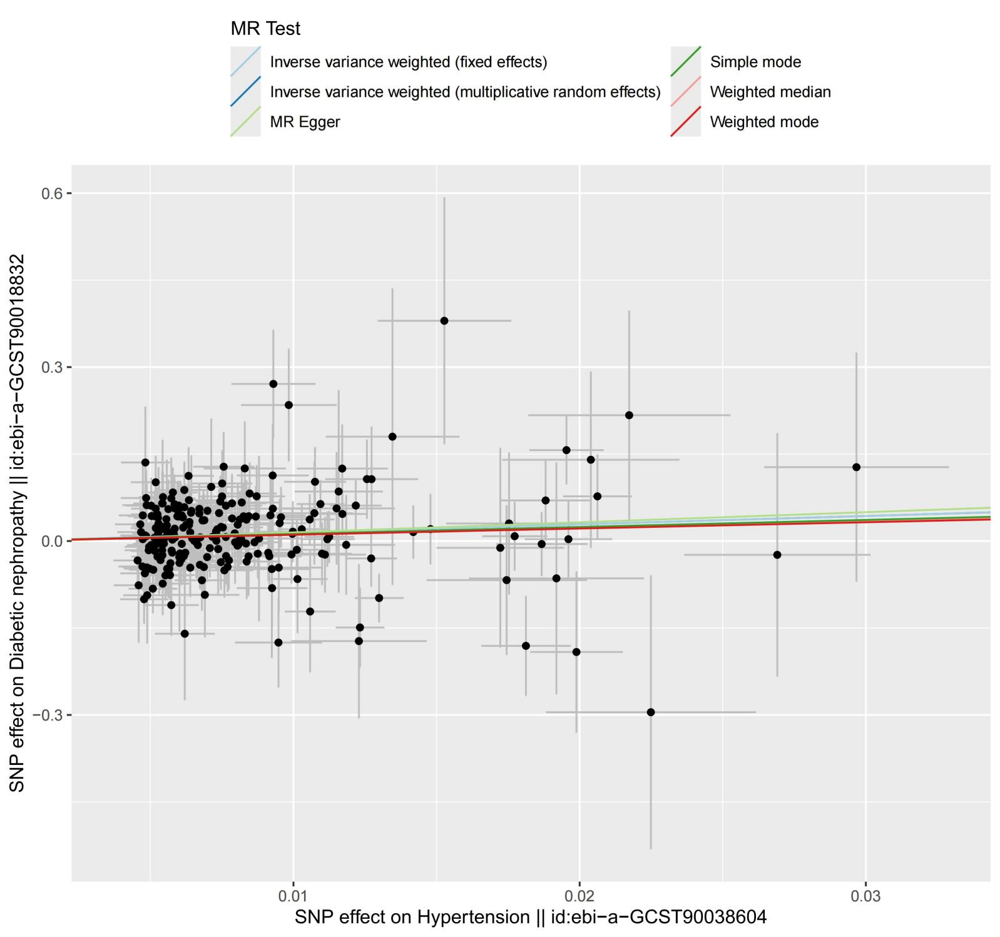 MR Test
Inverse variance weighted (fixed effects)
Inverse variance weighted (multiplicative random effects)
MR Egger
Simple mode
Weighted median
Weighted mode
SNP effect on Diabetic nephropathy || id:ebi−a−GCST90018832
0.6
0.3
0.0
−0.3
0.01
0.02
0.03
SNP effect on Hypertension || id:ebi−a−GCST90038604